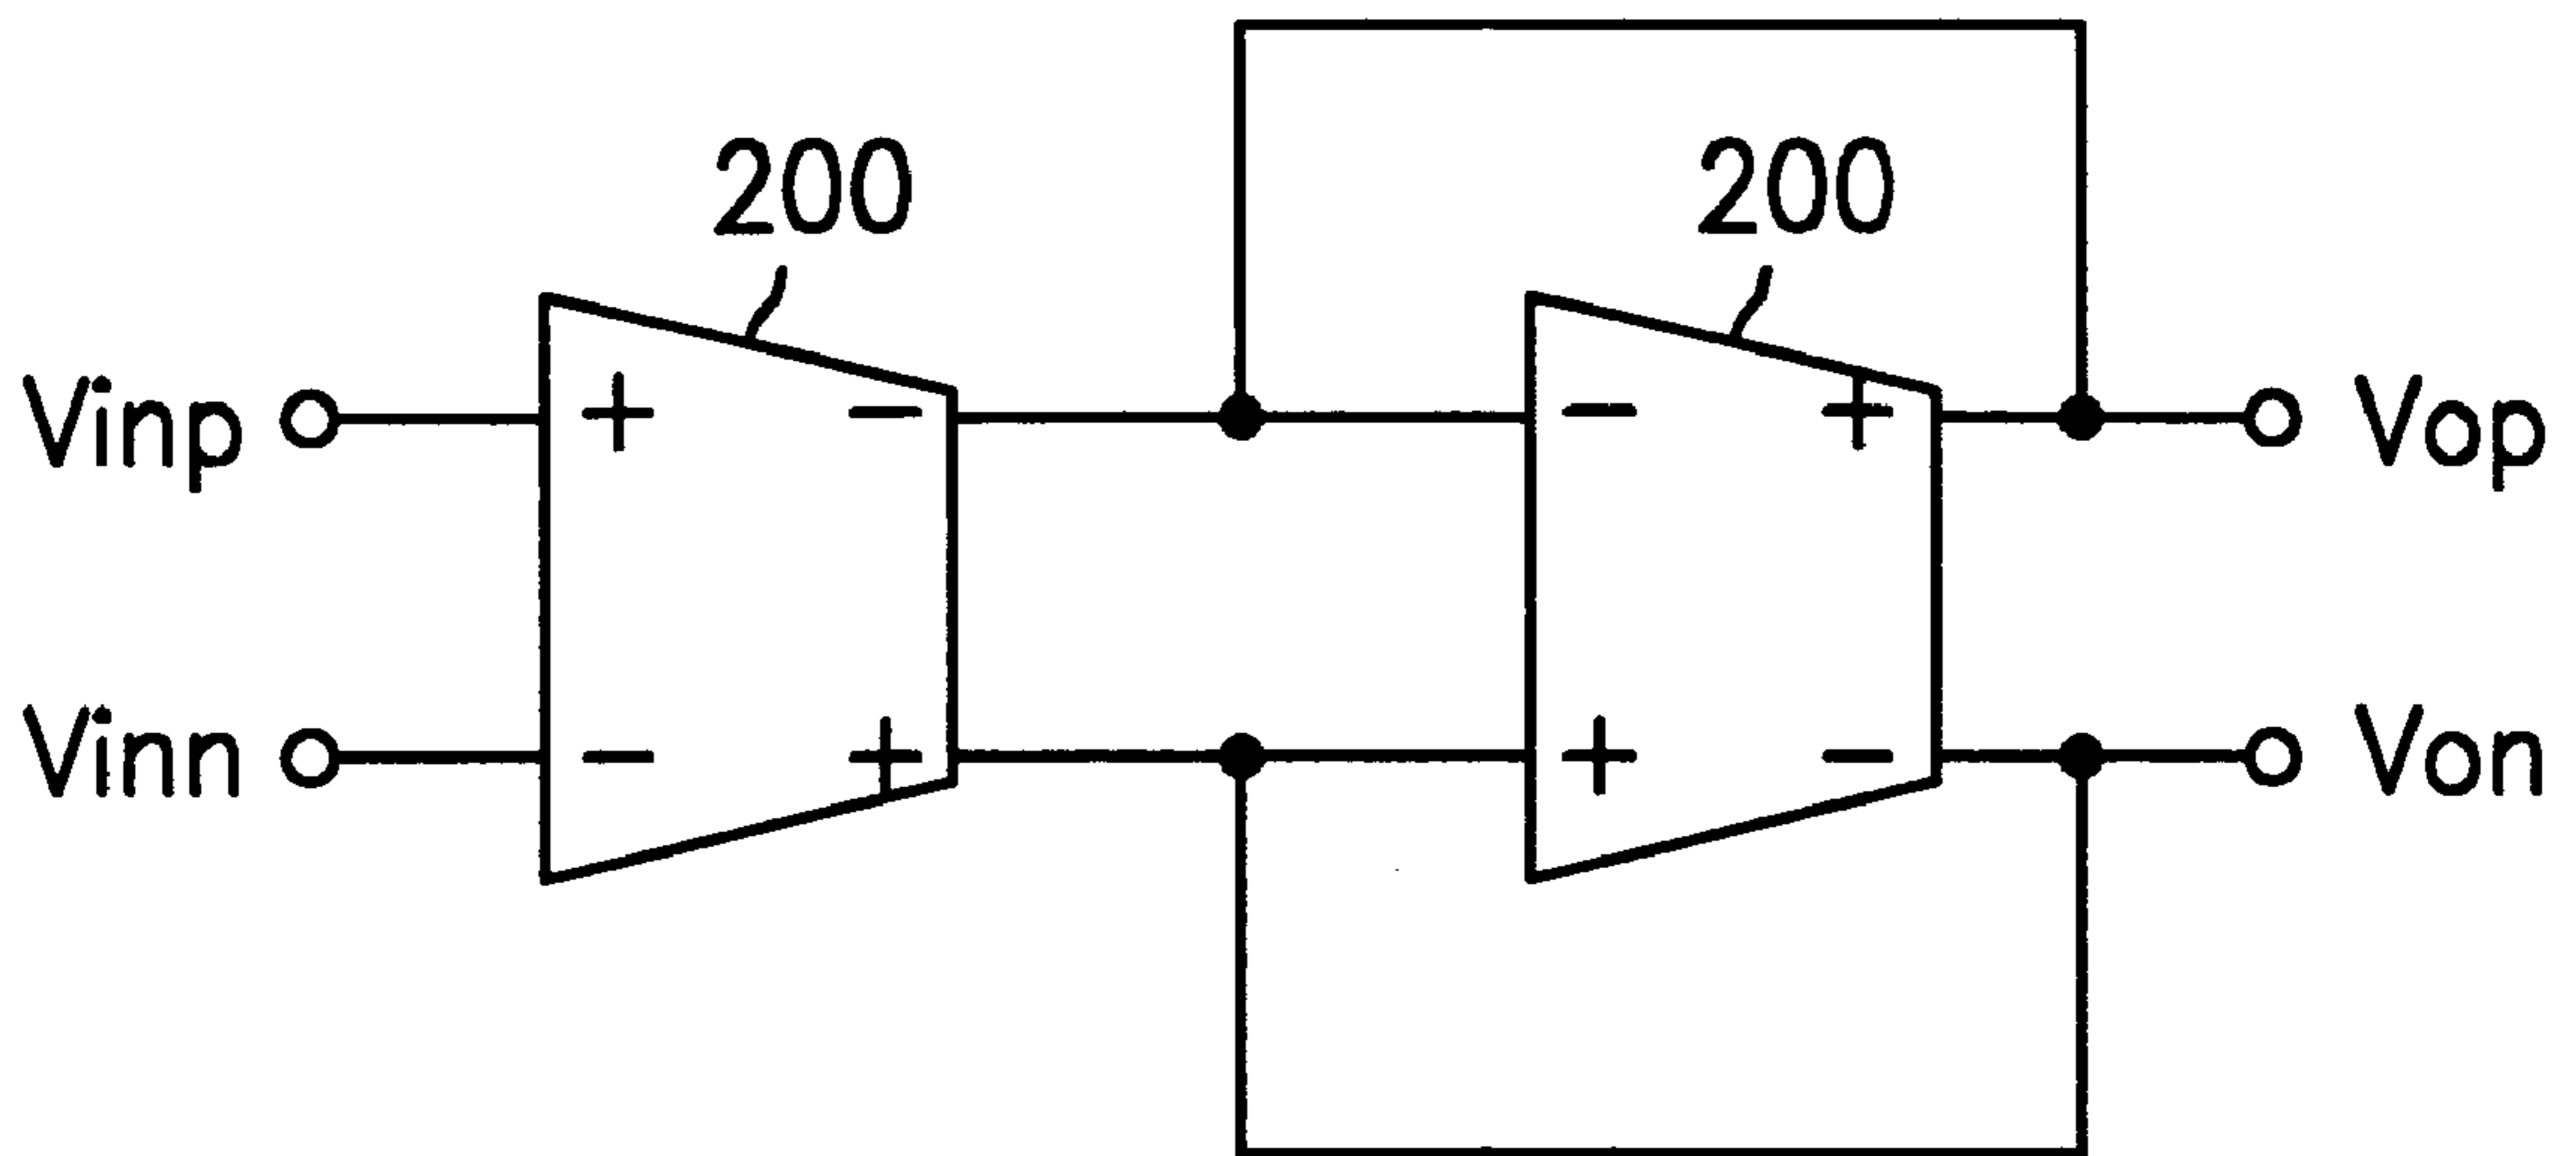 200 200
Vinp + − − + Vop
Vinn − + + − Von